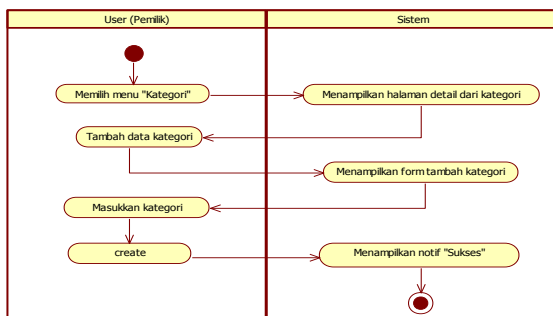 User (Pemilik)
Sistem
Memilih menu "Kategori"
Menampilkan halaman detail dari kategori
Tambah data kategori
Menampilkan form tambah kategori
Masukkan kategori
create
Menampilkan notif "Sukses"